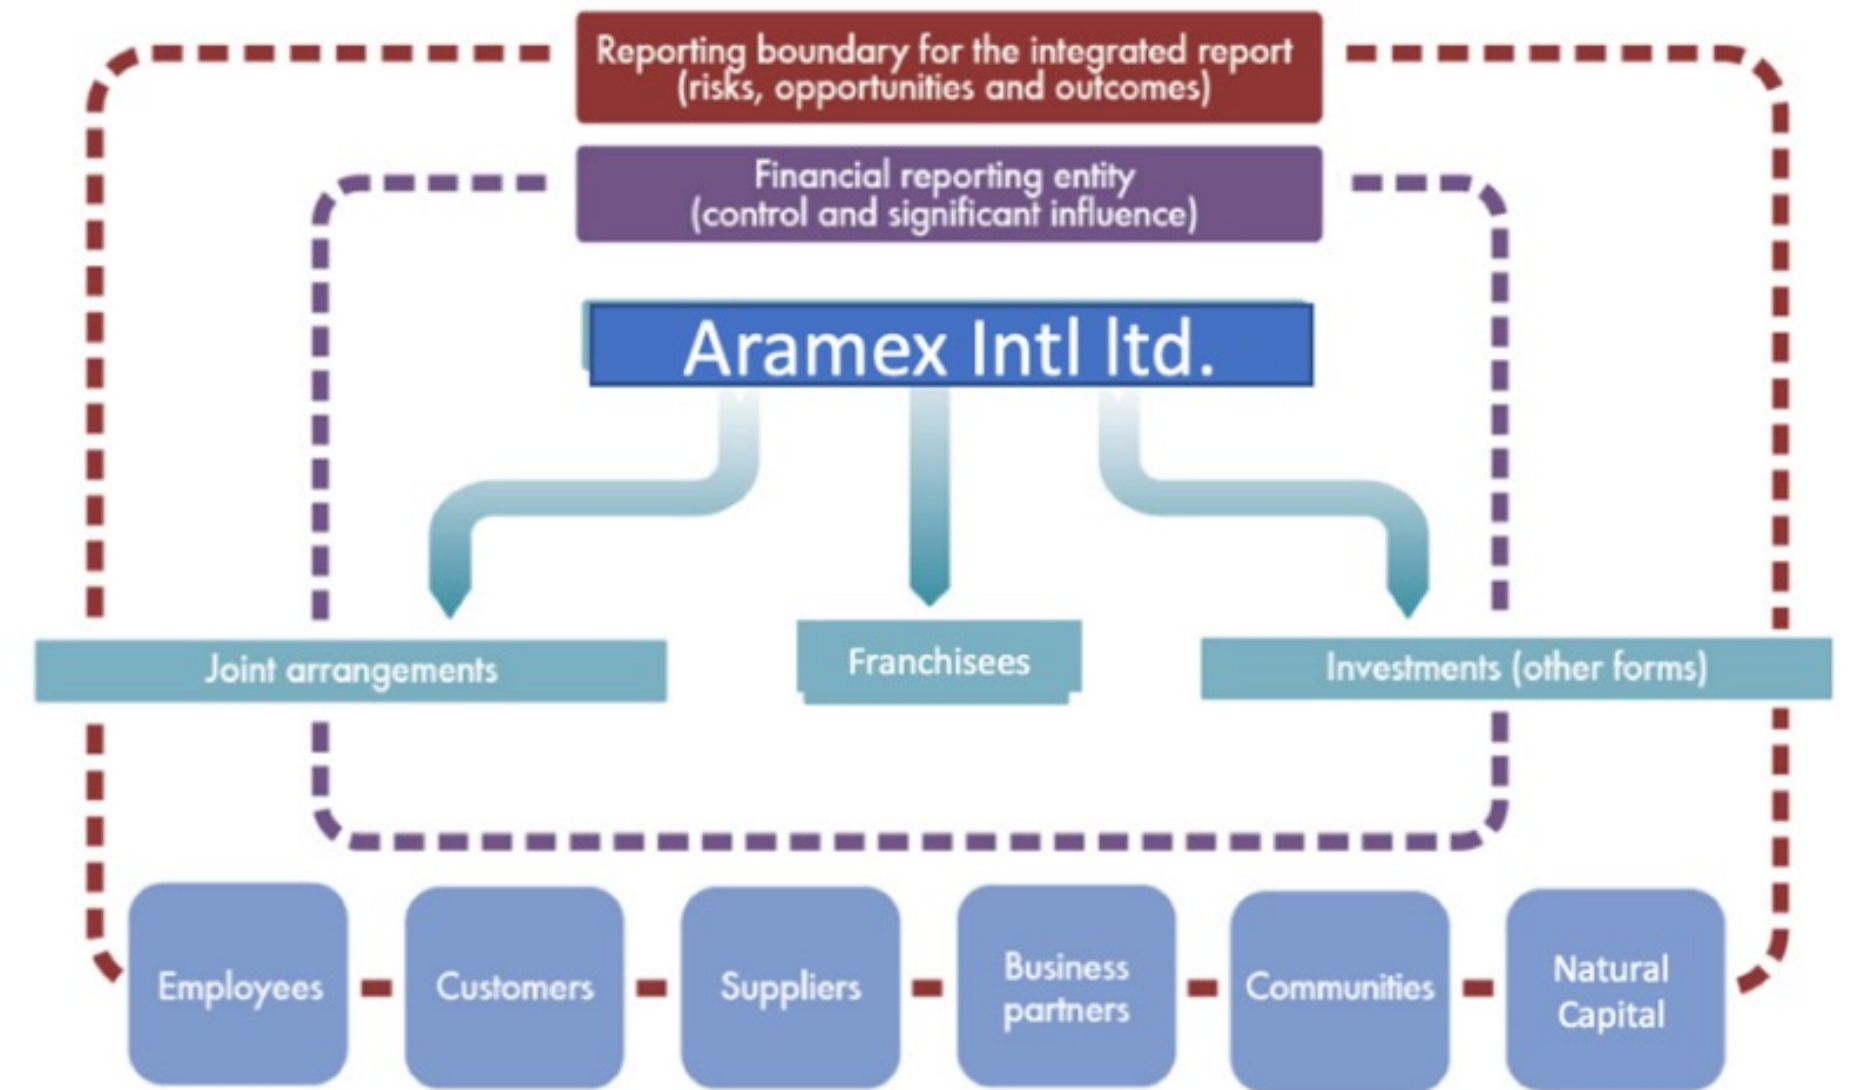 Reporting boundary for the integrated report
(risks, opportunities and outcomes)
Financial reporting entity
(control and significant influence)
Aramex Intl ltd.
Joint arrangements
Franchisees
Investments (other forms)
Employees
Customers
Suppliers
Business
partners
Communities
Natural
Capital